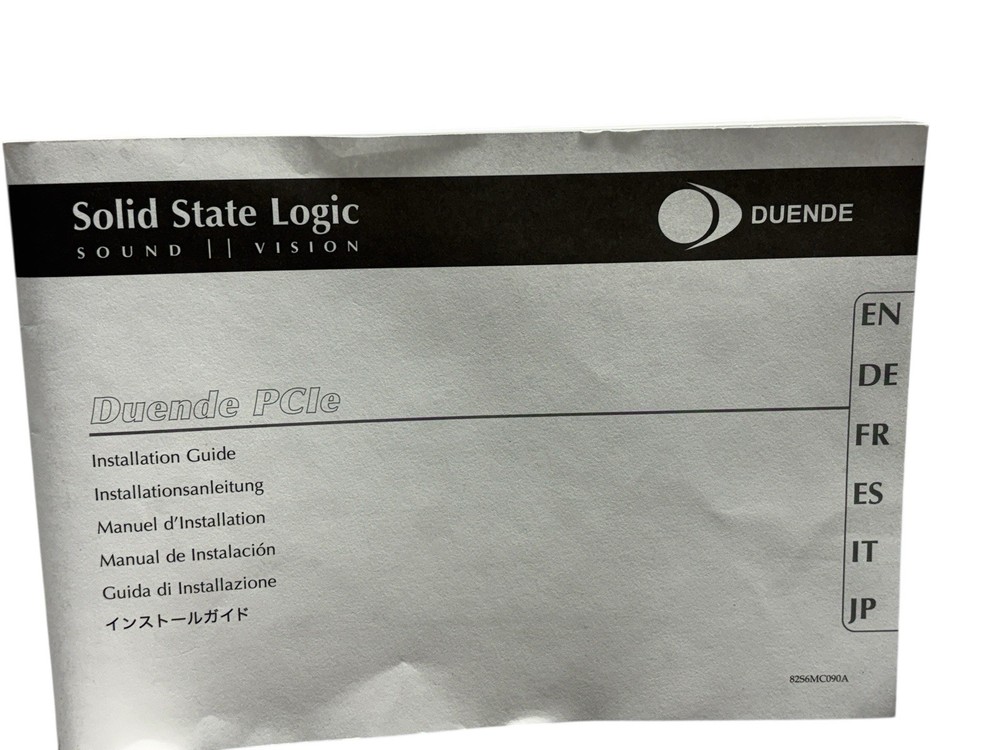 Solid State Logic
SOUND || VISION
DUENDE
EN
DE
FR
ES
IT
JP
Duende PCIe
Installation Guide
Installationsanleitung
Manuel d'Installation
Manual de Instalación
Guida di Installazione
インストールガイド
82S6MC090A